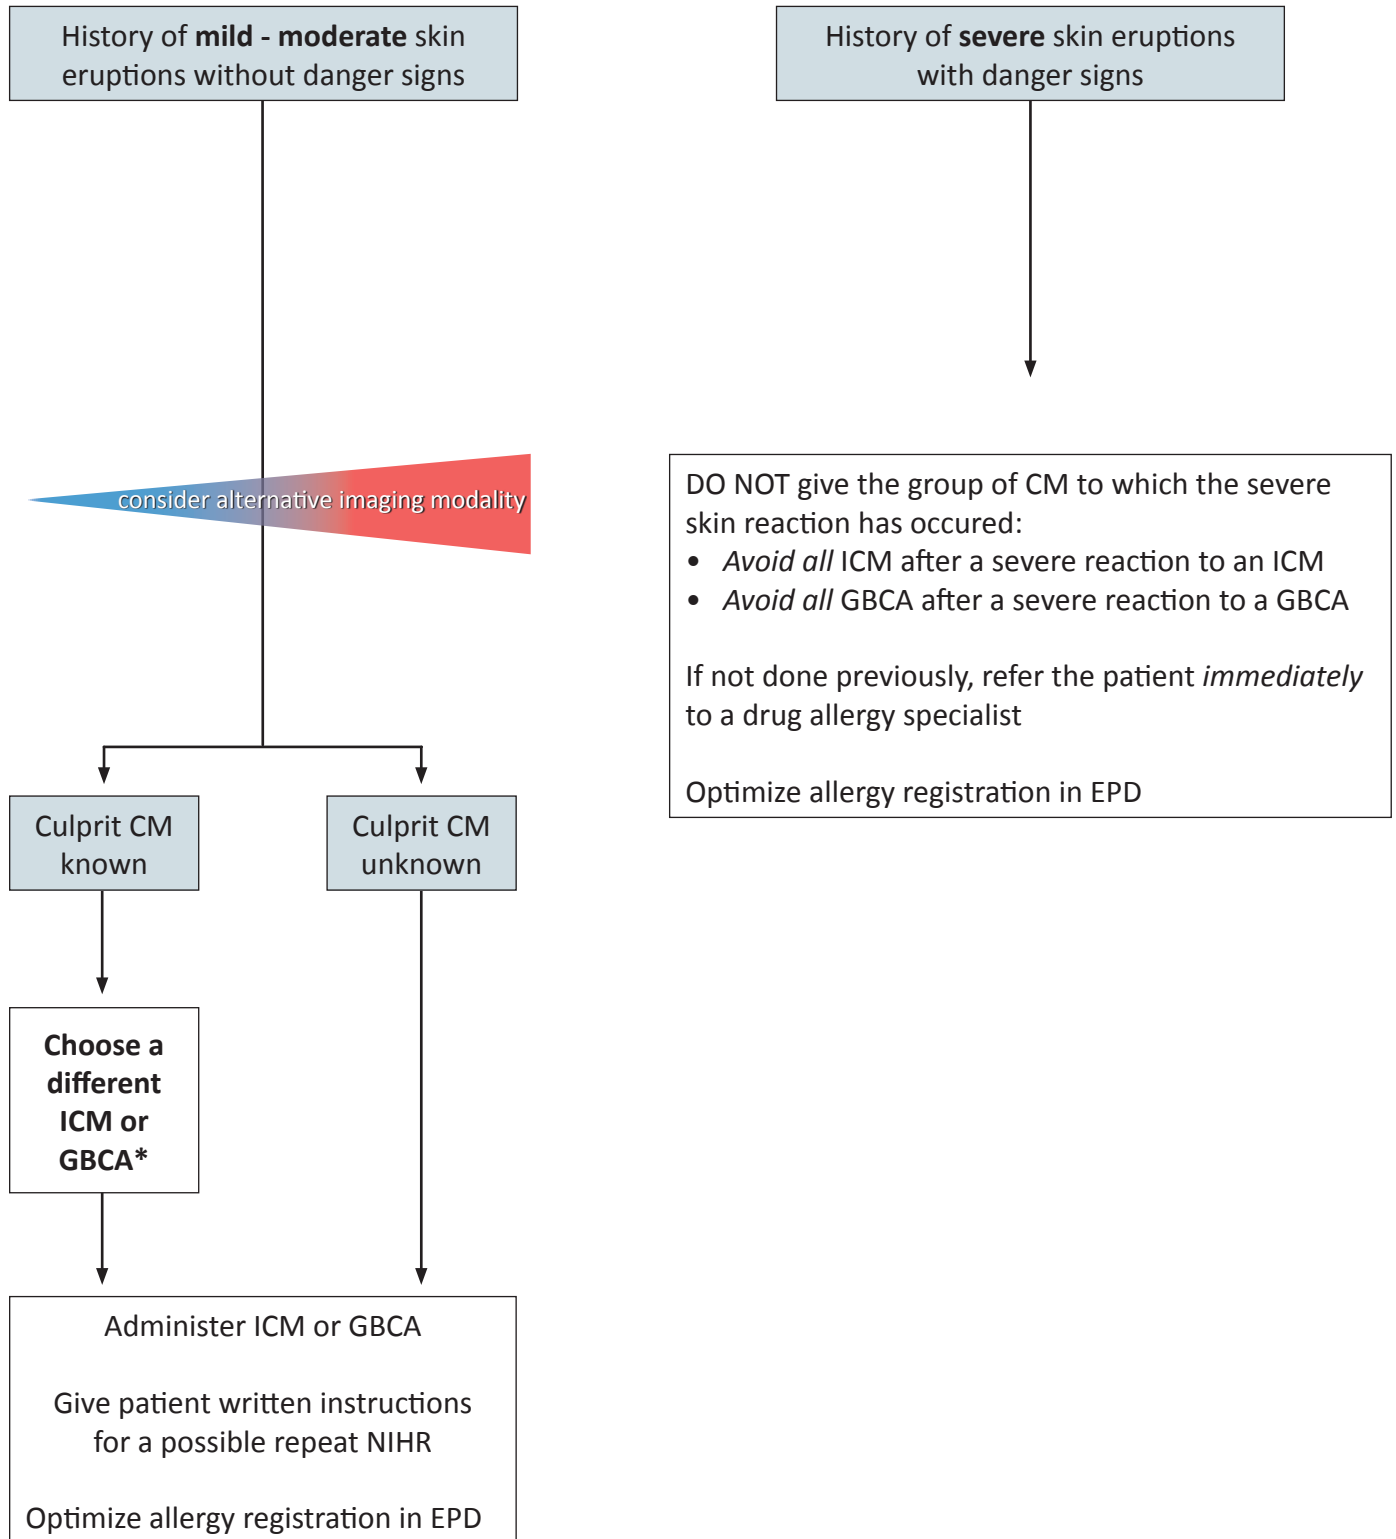 History of mild - moderate skin
eruptions without danger signs
History of severe skin eruptions
with danger signs
consider alternative imaging modality
DO NOT give the group of CM to which the severe
skin reaction has occured:
• Avoid all ICM after a severe reaction to an ICM
• Avoid all GBCA after a severe reaction to a GBCA
If not done previously, refer the patient immediately
to a drug allergy specialist
Optimize allergy registration in EPD
Culprit CM
known
Culprit CM
unknown
Choose a
different
ICM or
GBCA*
Administer ICM or GBCA
Give patient written instructions
for a possible repeat NIHR
Optimize allergy registration in EPD